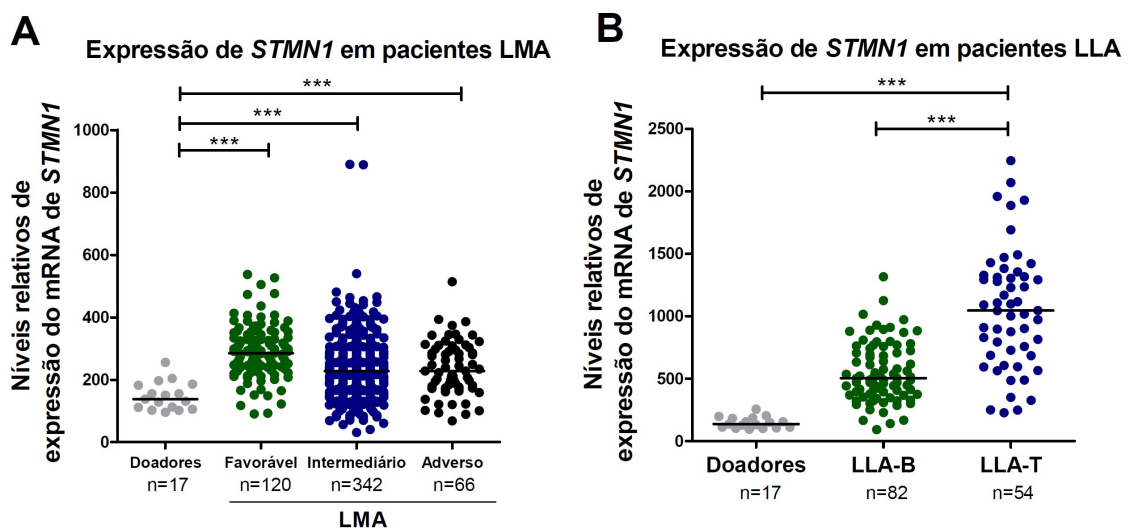 A
Expressão de STMN1 em pacientes LMA
***
***
***
Níveis relativos de
expressão do mRNA de STMN1
1000
800
600
400
200
0
Doadores Favorável Intermediário Adverso
n=17 n=120 n=342 n=66
LMA
B
Expressão de STMN1 em pacientes LLA
***
***
Níveis relativos de
expressão do mRNA de STMN1
2500
2000
1500
1000
500
0
Doadores LLA-B LLA-T
n=17 n=82 n=54